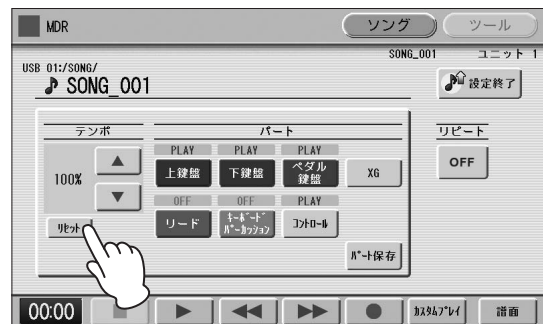 MDR
ソング
ツール
SONG_001 ユニット 1
USB 01:/SONG/
SONG_001
設定終了
テンポ
パート
リピート
PLAY PLAY PLAY
100%
上鍵盤
下鍵盤
ペダル
鍵盤
XG
OFF
OFF OFF PLAY
リセット
リード
キーボード
パーカッション
コントロール
パート保存
00:00
カスタムプレイ
譜面